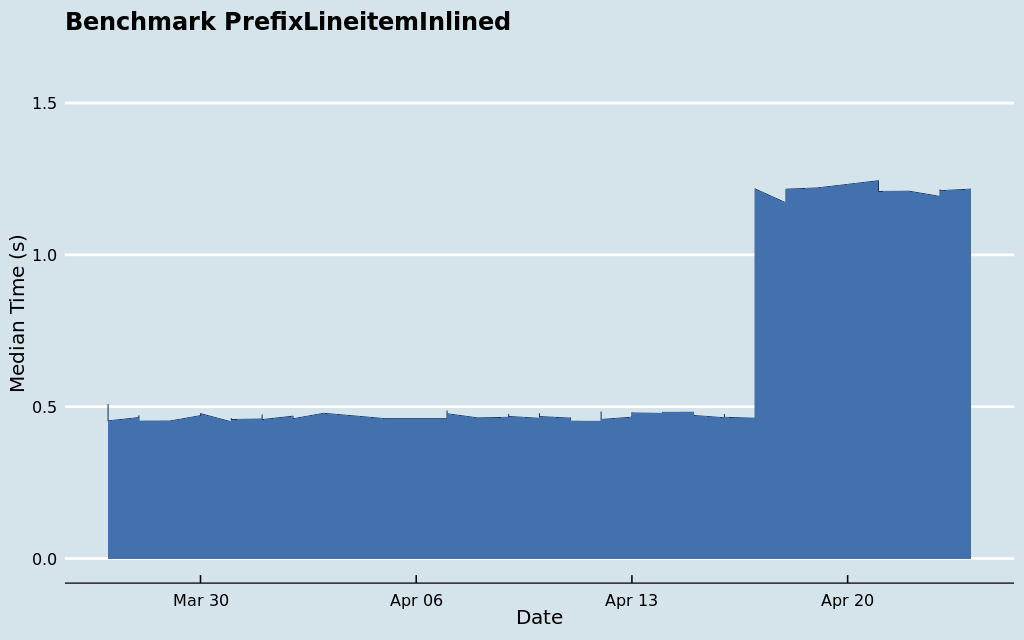 Benchmark PrefixLineitemInlined
Median Time (s)
1.5
1.0
0.5
0.0
Mar 30 Apr 06 Apr 13 Apr 20
Date